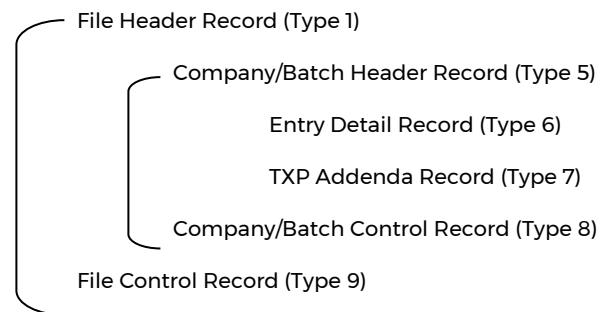 File Header Record (Type 1)
Company/Batch Header Record (Type 5)
Entry Detail Record (Type 6)
TXP Addenda Record (Type 7)
Company/Batch Control Record (Type 8)
File Control Record (Type 9)